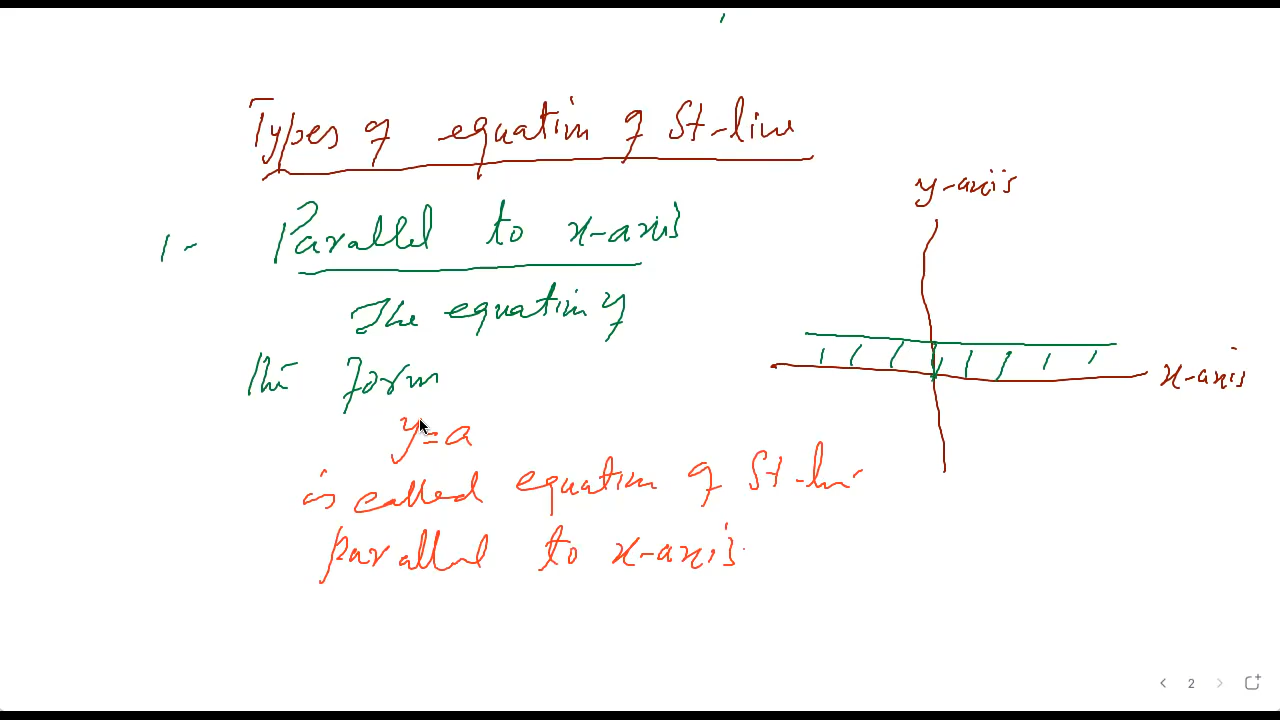 Types of equation of St-line
y-axis
1- Parallel to x-axis
The equation of
the form
x-axis
y=a
is called equation of St-line
parallel to x-axis.
2